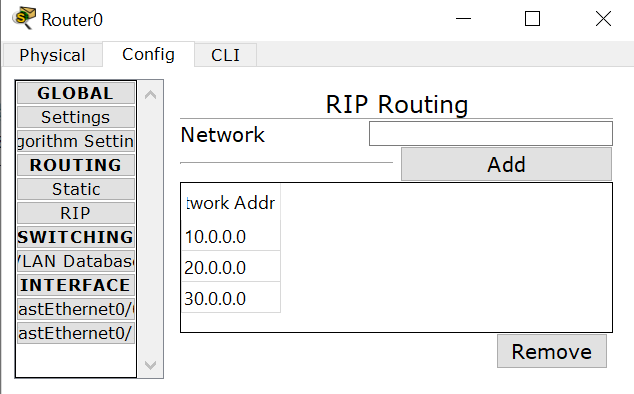 Router0
Physical Config CLI
GLOBAL
Settings
gorithm Settin
ROUTING
Static
RIP
SWITCHING
VLAN Database
INTERFACE
astEthernet0/
astEthernet0/
RIP Routing
Network
Add
twork Addr
10.0.0.0
20.0.0.0
30.0.0.0
Remove